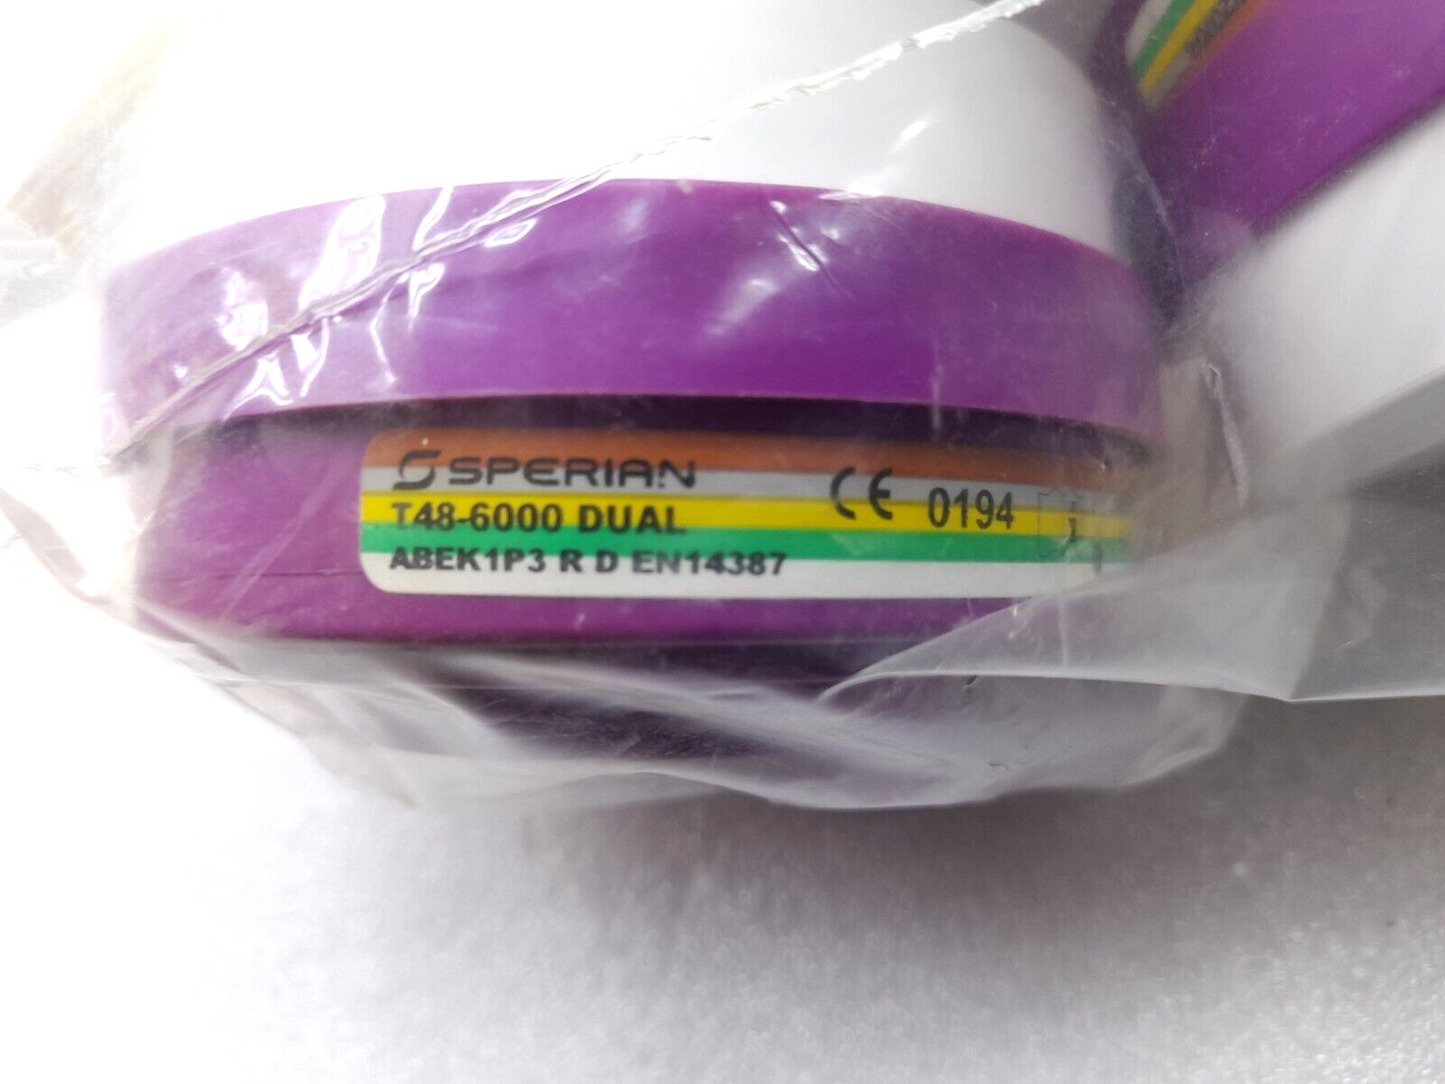 SPERIAN
T48-6000 DUAL
ABEK1P3 R D EN14387
CE 0194